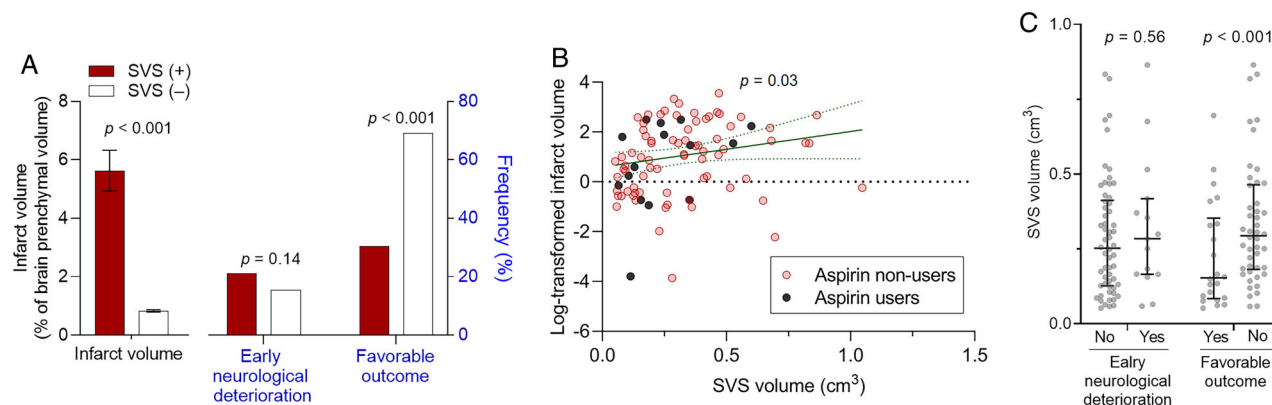 A
SVS (+)
SVS (–)
Infarct volume
(% of brain prenchymal volume)
8
6
4
2
0
p < 0.001
p = 0.14
p < 0.001
80
60
40
20
0
Frequency (%)
Infarct volume
Early
neurological
deterioration
Favorable
outcome
B
Log-transformed infarct volume
4
2
0
-2
-4
-6
p = 0.03
Aspirin non-users
Aspirin users
0.0
0.5
1.0
1.5
SVS volume (cm3)
C
SVS volume (cm3)
1.0
0.5
0.0
p = 0.56
p < 0.001
No
Yes
Yes
No
Ealry
neurological
deterioration
Favorable
outcome